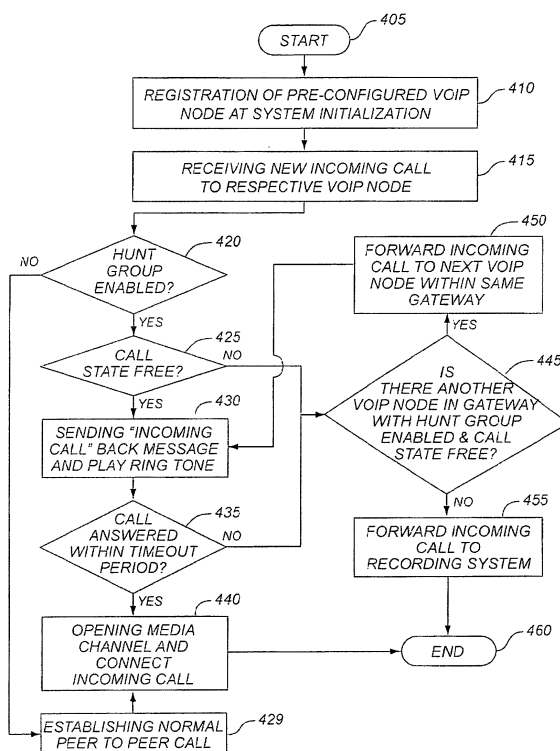 START
405
REGISTRATION OF PRE-CONFIGURED VOIP
NODE AT SYSTEM INITIALIZATION
410
RECEIVING NEW INCOMING CALL
TO RESPECTIVE VOIP NODE
415
NO
HUNT
GROUP
ENABLED?
420
YES
CALL
STATE FREE?
425
NO
YES
430
SENDING "INCOMING
CALL" BACK MESSAGE
AND PLAY RING TONE
CALL
ANSWERED
WITHIN TIMEOUT
PERIOD?
435
NO
YES
440
OPENING MEDIA
CHANNEL AND
CONNECT
INCOMING CALL
ESTABLISHING NORMAL
PEER TO PEER CALL
429
450
FORWARD INCOMING
CALL TO NEXT VOIP
NODE WITHIN SAME
GATEWAY
YES
445
IS
THERE ANOTHER
VOIP NODE IN GATEWAY
WITH HUNT GROUP
ENABLED & CALL
STATE FREE?
NO
455
FORWARD INCOMING
CALL TO
RECORDING SYSTEM
END
460